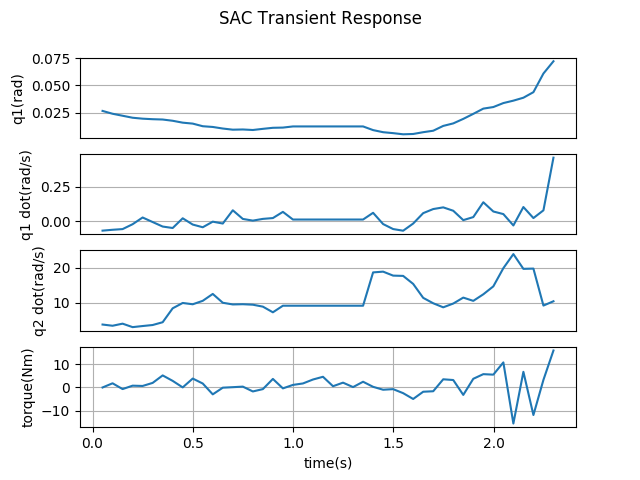 SAC Transient Response
q1(rad)
0.075
0.050
0.025
q1 dot(rad/s)
0.25
0.00
q2 dot(rad/s)
20
10
torque(Nm)
10
0
−10
0.0 0.5 1.0 1.5 2.0
time(s)